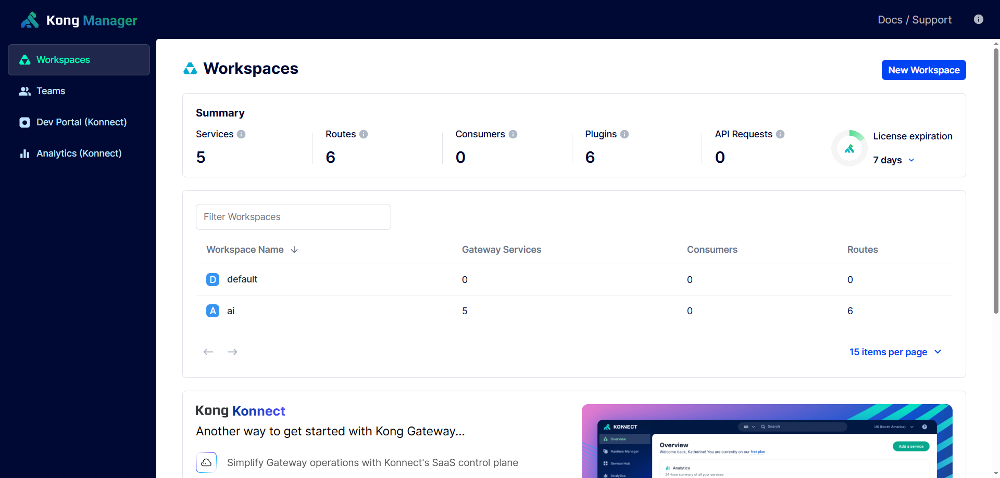 Kong Manager
Docs / Support
Workspaces
Teams
Dev Portal (Konnect)
Analytics (Konnect)
Workspaces
New Workspace
Summary
Services
5
Routes
6
Consumers
0
Plugins
6
API Requests
0
License expiration
7 days
Filter Workspaces
Workspace Name Gateway Services Consumers Routes
D default 0 0 0
A ai 5 0 6
15 items per page
Kong Konnect
Another way to get started with Kong Gateway...
Simplify Gateway operations with Konnect's SaaS control plane
KONNECT
All Search
US (North America)
Overview
Runtime Manager
Service Hub
Analytics
Overview
Welcome back, Katherine! You are currently on our free plan
Add a service
Analytics
24-hour summary of all your services